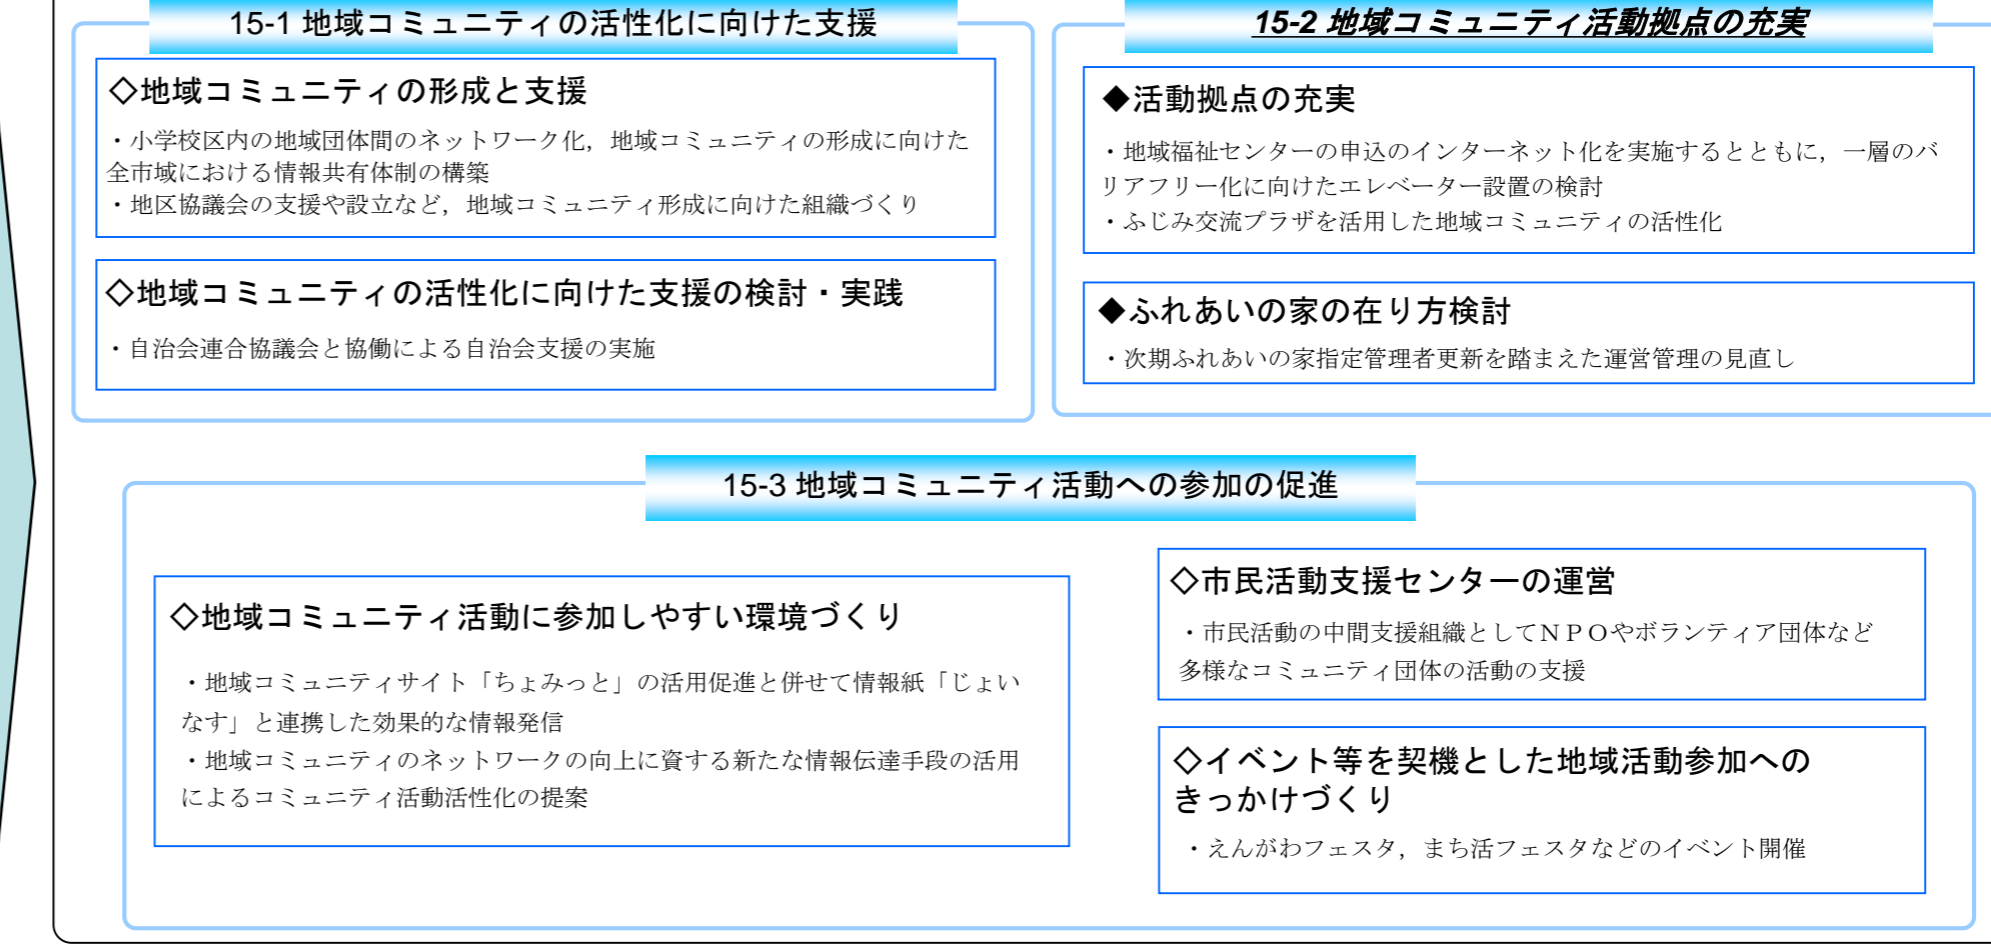 15-1 地域コミュニティの活性化に向けた支援
◇地域コミュニティの形成と支援
・小学校区内の地域団体間のネットワーク化，地域コミュニティの形成に向けた
全市域における情報共有体制の構築
・地区協議会の支援や設立など，地域コミュニティ形成に向けた組織づくり
◇地域コミュニティの活性化に向けた支援の検討・実践
・自治会連合協議会と協働による自治会支援の実施
15-2 地域コミュニティ活動拠点の充実
◆活動拠点の充実
・地域福祉センターの申込のインターネット化を実施するとともに，一層のバ
リアフリー化に向けたエレベーター設置の検討
・ふじみ交流プラザを活用した地域コミュニティの活性化
◆ふれあいの家の在り方検討
・次期ふれあいの家指定管理者更新を踏まえた運営管理の見直し
15-3 地域コミュニティ活動への参加の促進
◇地域コミュニティ活動に参加しやすい環境づくり
・地域コミュニティサイト「ちょみっと」の活用促進と併せて情報紙「じょい
なす」と連携した効果的な情報発信
・地域コミュニティのネットワークの向上に資する新たな情報伝達手段の活用
によるコミュニティ活動活性化の提案
◇市民活動支援センターの運営
・市民活動の中間支援組織としてＮＰＯやボランティア団体など
多様なコミュニティ団体の活動の支援
◇イベント等を契機とした地域活動参加への
きっかけづくり
・えんがわフェスタ，まち活フェスタなどのイベント開催